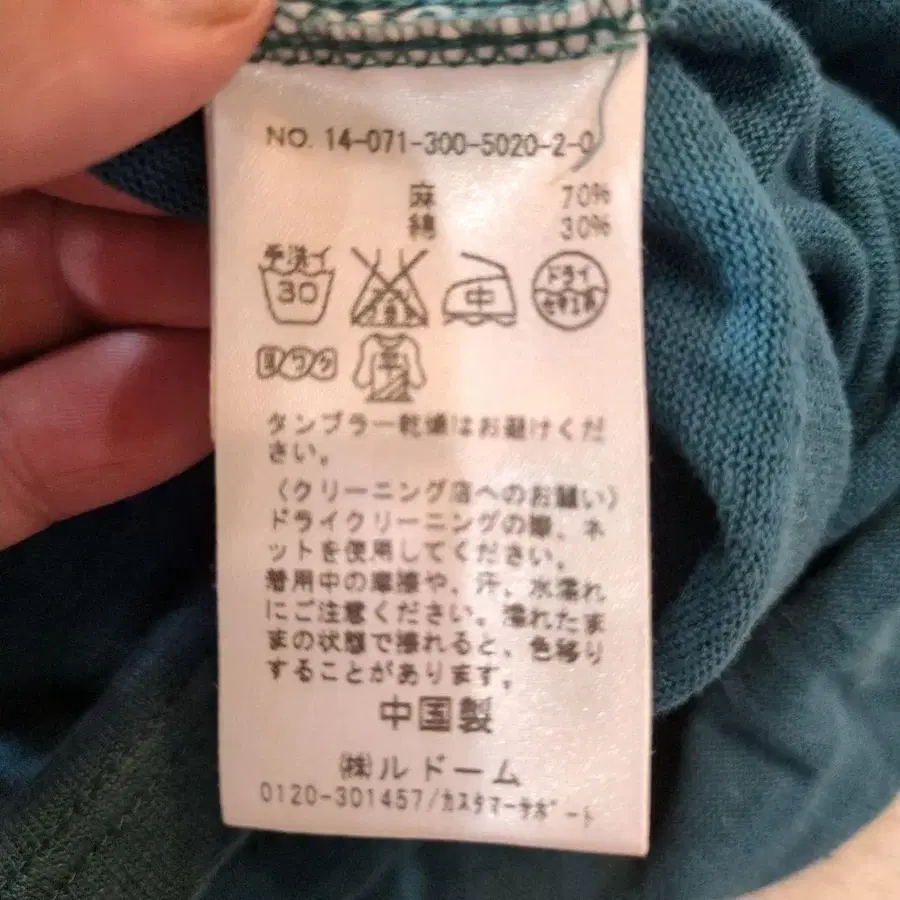 NO. 14-071-300-5020-2-0
麻 70%
綿 30%
手洗イ
30
中
ドライ
セキユ系
平
タンブラー乾燥はお避けくだ
さい。
〈クリーニング店へのお願い〉
ドライクリーニングの際、ネ
ットを使用してください。
着用中の摩擦や、汗、水濡れ
にご注意ください。濡れたま
まの状態で擦れると、色移り
することがあります。
中国製
㈱ルドーム
0120-301457/カスタマーサポート